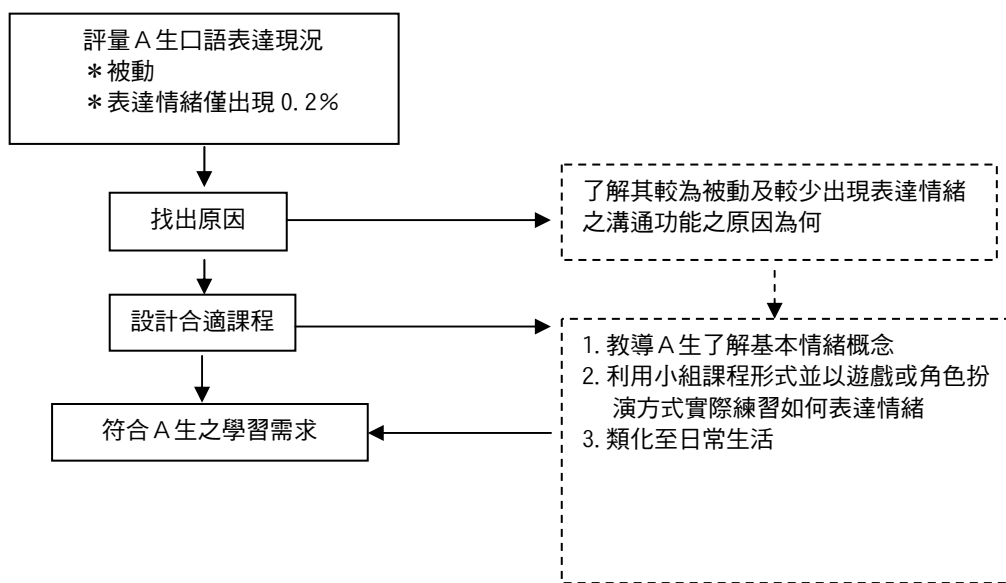 評量Ａ生口語表達現況
＊被動
＊表達情緒僅出現 0.2％
找出原因
了解其較為被動及較少出現表達情緒
之溝通功能之原因為何
設計合適課程
1. 教導Ａ生了解基本情緒概念
2. 利用小組課程形式並以遊戲或角色扮
演方式實際練習如何表達情緒
3. 類化至日常生活
符合Ａ生之學習需求